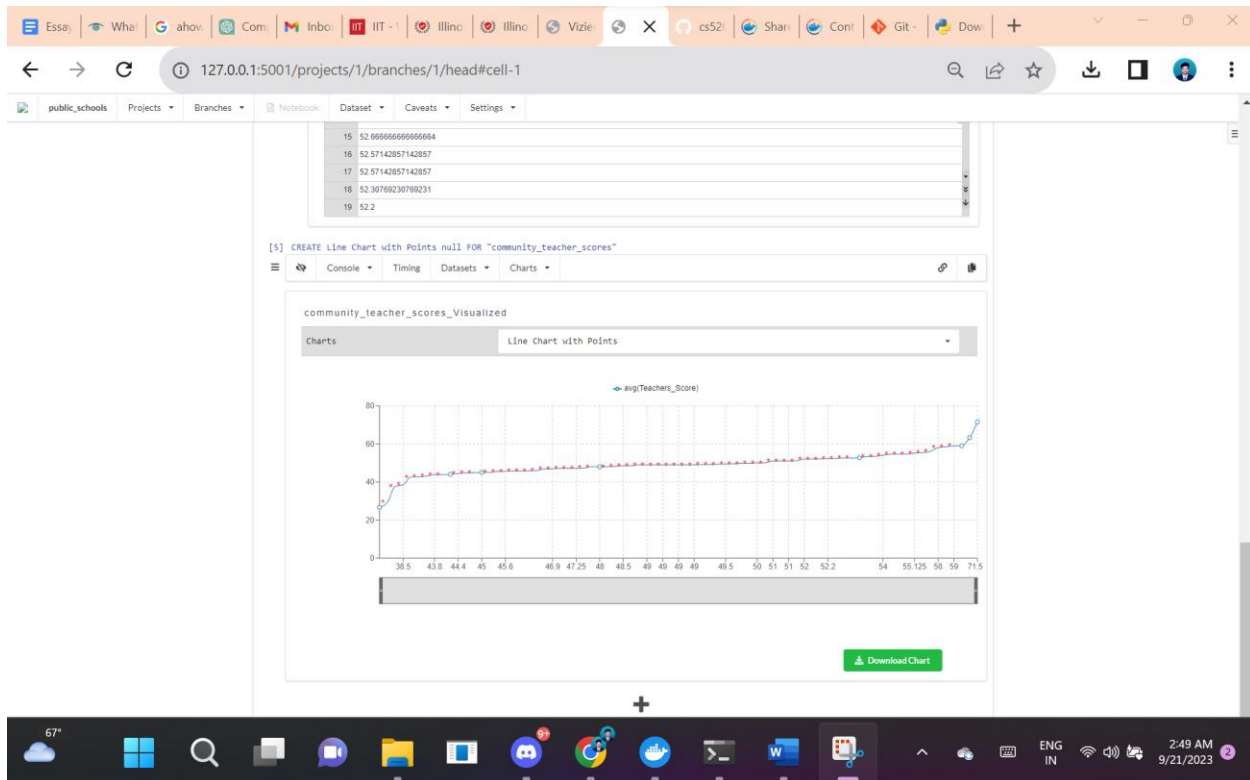 Essay What ahow Com Inbo IIT - Illino Illino Vizie cs52 Share Cont Git - Dow
127.0.0.1:5001/projects/1/branches/1/head#cell-1
public_schools Projects Branches Notebook Dataset Caveats Settings
15 52.666666666666664
16 52.57142857142857
17 52.57142857142857
18 52.30769230769231
19 52.2
[5] CREATE Line Chart with Points null FOR "community_teacher_scores"
Console Timing Datasets Charts
community_teacher_scores_Visualized
Charts Line Chart with Points
avg(Teachers_Score)
80
60
40
20
0
38.5 43.8 44.4 45 45.6 46.9 47.25 48 48.5 49 49 49 49 49.5 50 51 51 52 52.2 54 55.125 58 59 71.5
Download Chart
67°
9+
ENG
IN
2:49 AM
9/21/2023
2